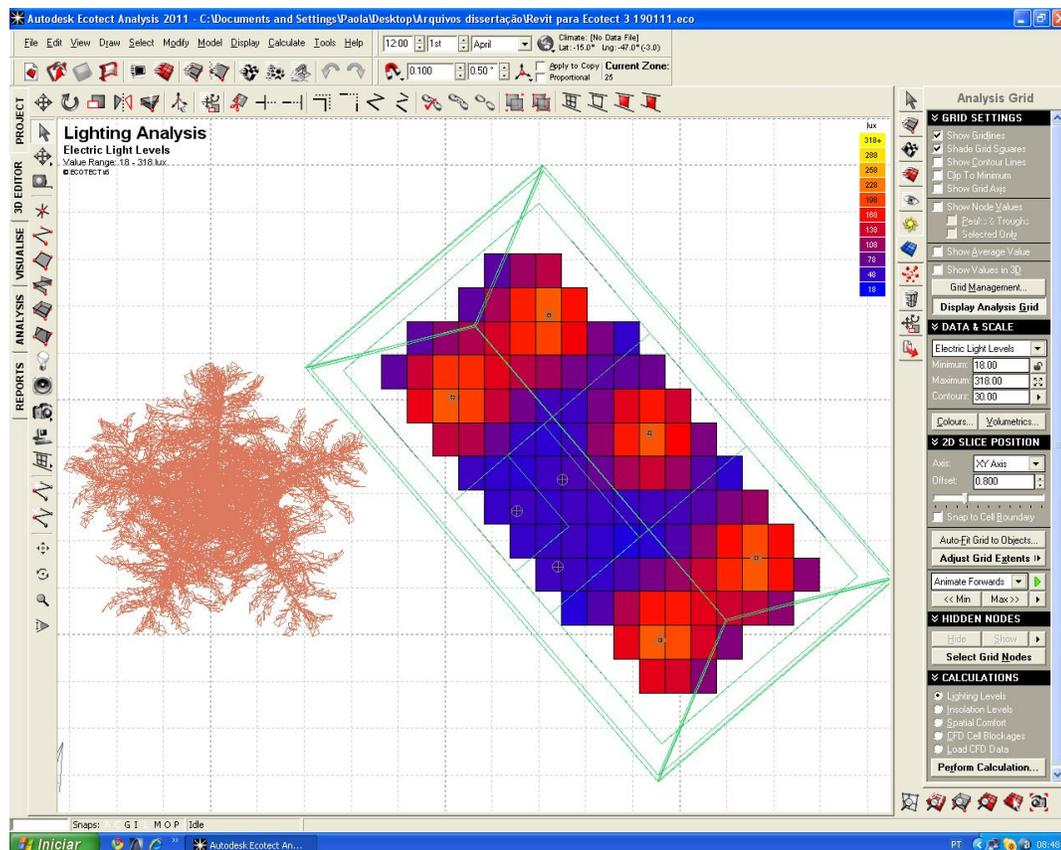 Autodesk Ecotect Analysis 2011 - C:\Documents and Settings\Paola\Desktop\Arquivos dissertação\Revit para Ecotect 3 190111.eco
File Edit View Draw Select Modify Model Display Calculate Tools Help
12:00 1st April
Climate: [No Data File]
Lat: -15.0° Lng: -47.0° (-3.0)
0.100 0.50°
Apply to Copy
Proportional
Current Zone:
25
PROJECT
3D EDITOR
VISUALISE
ANALYSIS
REPORTS
Lighting Analysis
Electric Light Levels
Value Range: 18 - 318 lux
© ECOTECT v5
lux
318+
288
258
228
198
168
138
108
78
48
18
Analysis Grid
GRID SETTINGS
Show Gridlines
Shade Grid Squares
Show Contour Lines
Clip To Minimum
Show Grid Axis
Show Node Values
Peaks & Troughs
Selected Only
Show Average Value
Show Values in 3D
Grid Management...
Display Analysis Grid
DATA & SCALE
Electric Light Levels
Minimum: 18.00
Maximum: 318.00
Contours: 30.00
Colours... Volumetrics...
2D SLICE POSITION
Axis: XY Axis
Offset: 0.800
Snap to Cell Boundary
Auto-Fit Grid to Objects...
Adjust Grid Extents
Animate Forwards
<< Min Max >>
HIDDEN NODES
Hide Show
Select Grid Nodes
CALCULATIONS
Lighting Levels
Insolation Levels
Spatial Comfort
CFD Cell Blockages
Load CFD Data
Perform Calculation...
Snaps: G I M O P Idle
Iniciar Autodesk Ecotect An... PT 08:48